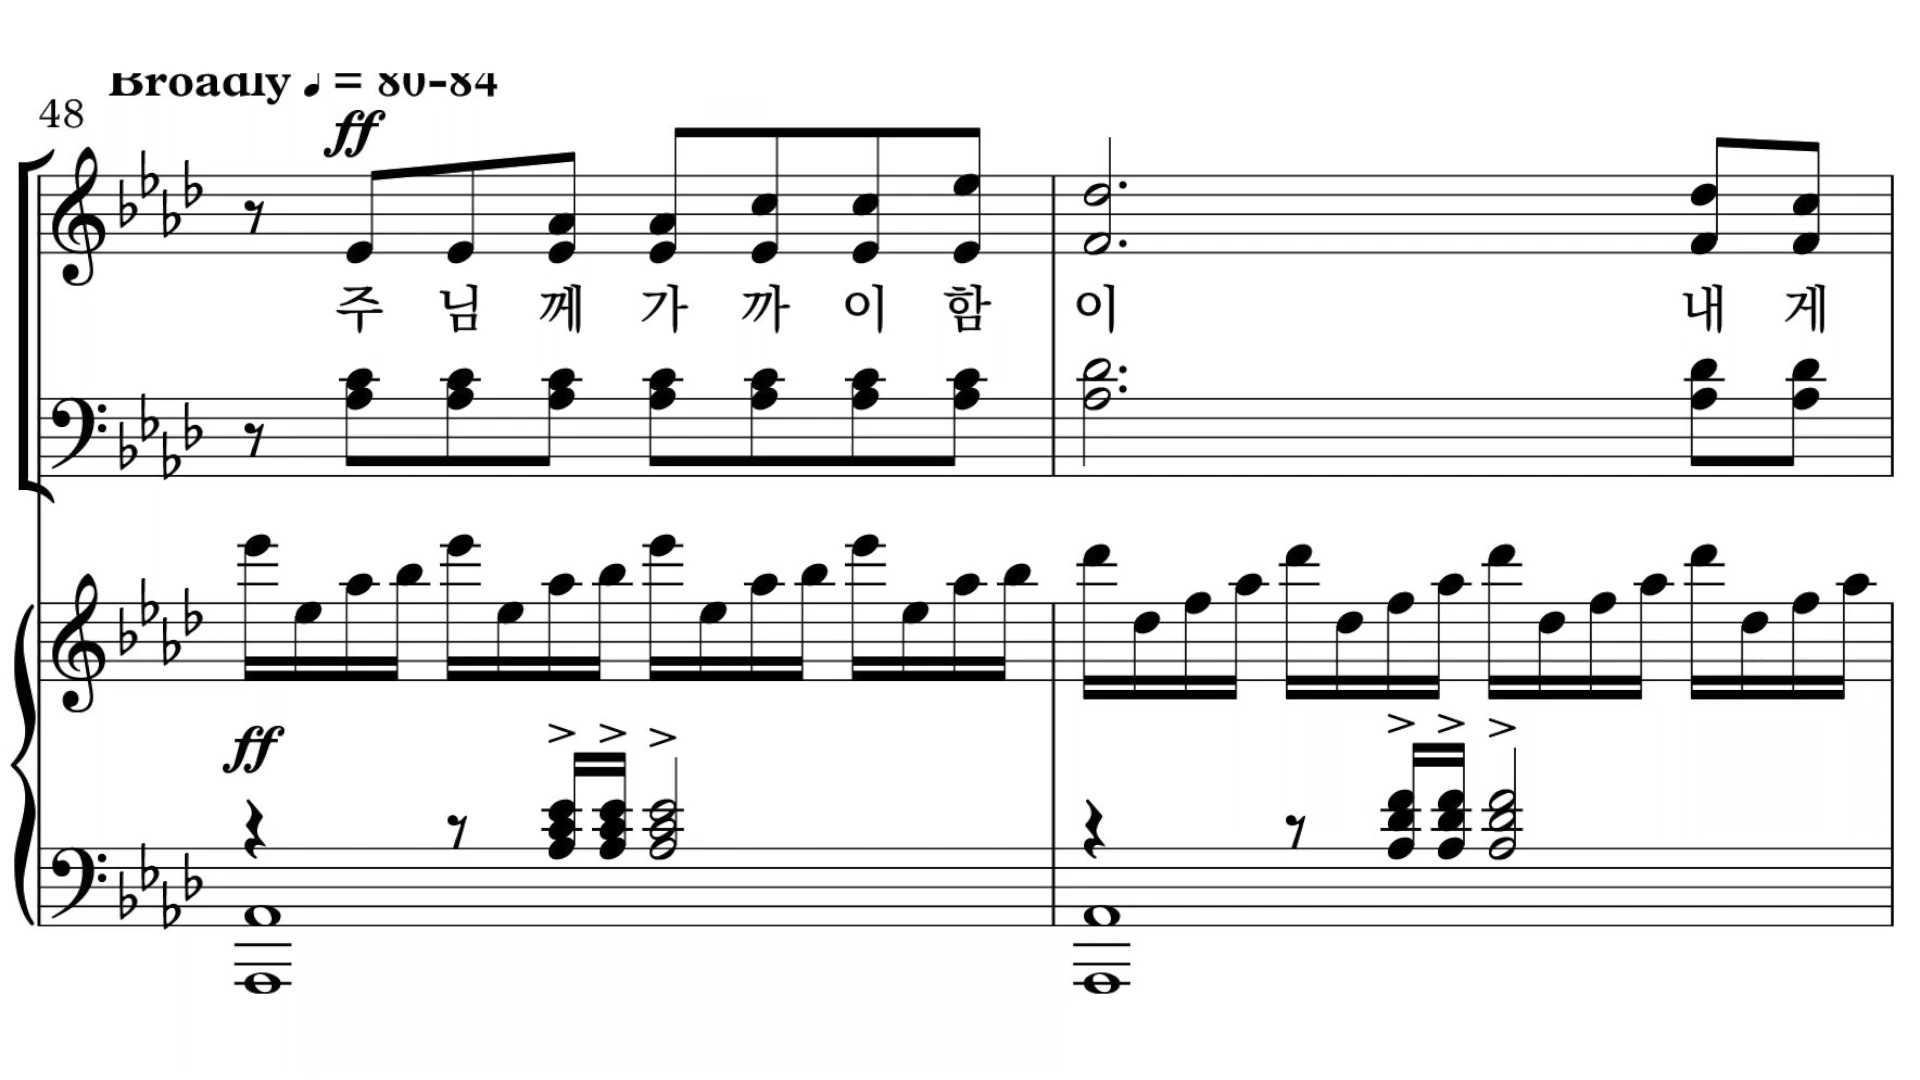 Broadly ♩ = 80-84
48
ff
주 님 께 가 까 이 함 이 내 게
ff